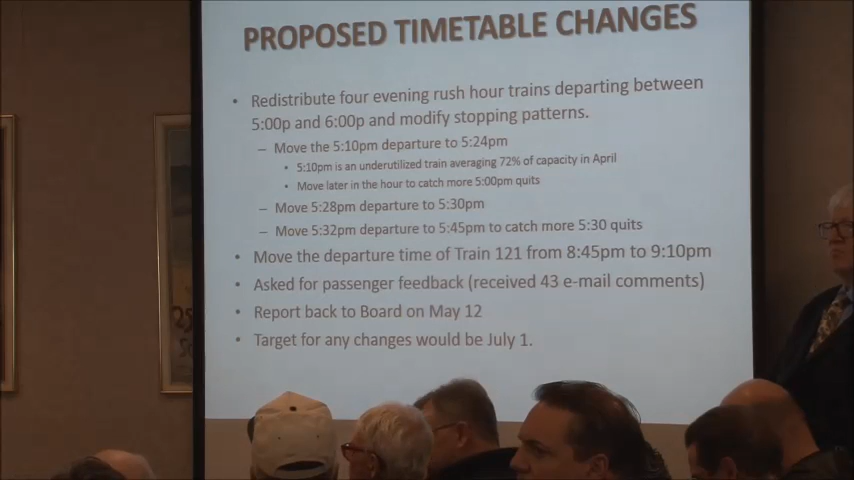 PROPOSED TIMETABLE CHANGES
• Redistribute four evening rush hour trains departing between
5:00p and 6:00p and modify stopping patterns.
– Move the 5:10pm departure to 5:24pm
• 5:10pm is an underutilized train averaging 72% of capacity in April
• Move later in the hour to catch more 5:00pm quits
– Move 5:28pm departure to 5:30pm
– Move 5:32pm departure to 5:45pm to catch more 5:30 quits
• Move the departure time of Train 121 from 8:45pm to 9:10pm
• Asked for passenger feedback (received 43 e-mail comments)
• Report back to Board on May 12
• Target for any changes would be July 1.